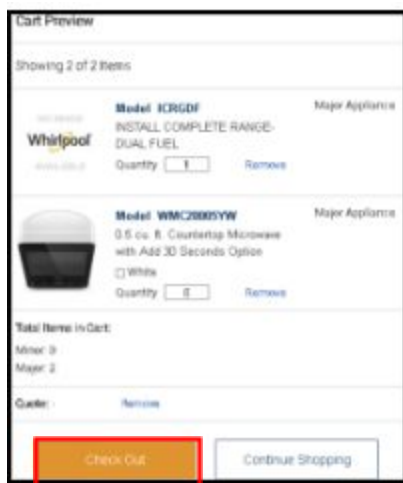 Cart Preview
Showing 2 of 2 Items
Whirlpool
Model ICRGDF
Major Appliance
INSTALL COMPLETE RANGE-
DUAL FUEL
Quantity 1 Remove
Model
Major Appliance
0.5 cu. ft. Countertop Microwave
with Add 30 Seconds Option
White
Quantity Remove
Total Items in Cart:
Minor: 0
Major: 2
Quote: Remove
Check Out
Continue Shopping